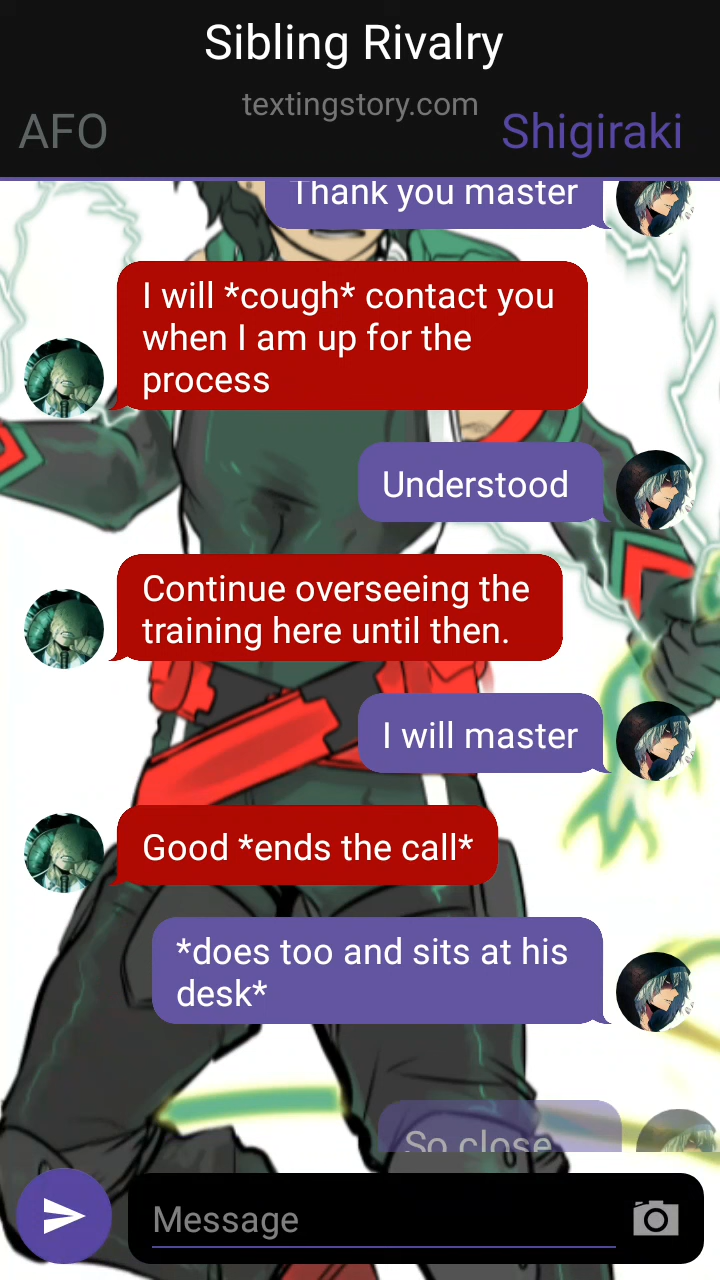 Sibling Rivalry
textingstory.com
AFO
Shigiraki
Thank you master
I will *cough* contact you
when I am up for the
process
Understood
Continue overseeing the
training here until then.
I will master
Good *ends the call*
*does too and sits at his
desk*
So close
Message